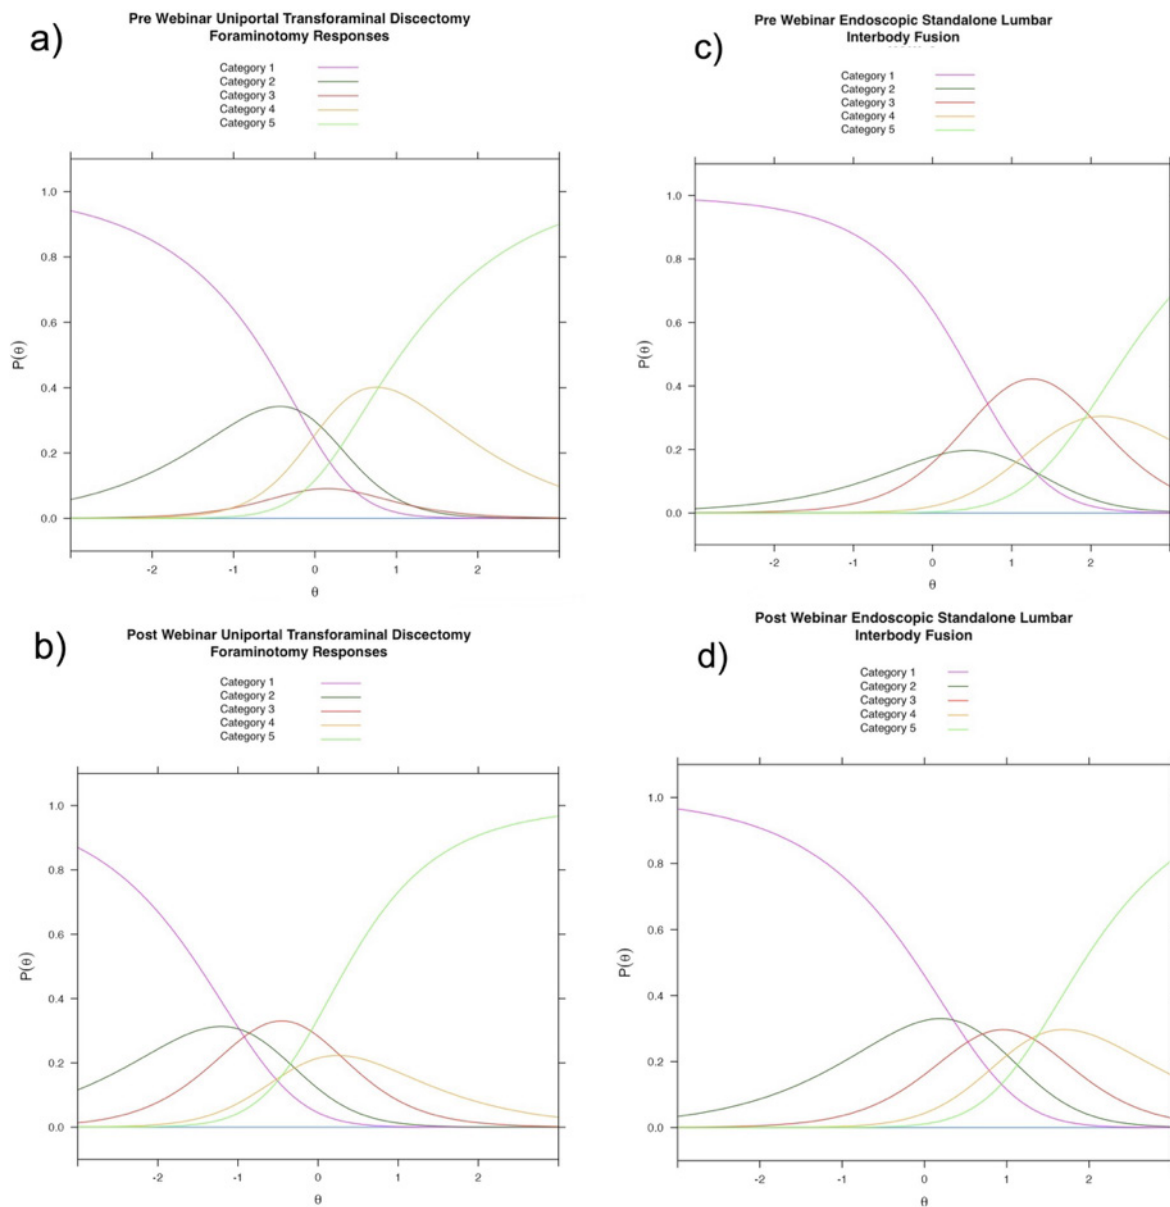 a)
Pre Webinar Uniportal Transforaminal Discectomy
Foraminotomy Responses
Category 1
Category 2
Category 3
Category 4
Category 5
1.0
0.8
0.6
0.4
0.2
0.0
P(θ)
-2
-1
0
1
2
θ
c)
Pre Webinar Endoscopic Standalone Lumbar
Interbody Fusion
Category 1
Category 2
Category 3
Category 4
Category 5
1.0
0.8
0.6
0.4
0.2
0.0
P(θ)
-2
-1
0
1
2
θ
b)
Post Webinar Uniportal Transforaminal Discectomy
Foraminotomy Responses
Category 1
Category 2
Category 3
Category 4
Category 5
1.0
0.8
0.6
0.4
0.2
0.0
P(θ)
-2
-1
0
1
2
θ
d)
Post Webinar Endoscopic Standalone Lumbar
Interbody Fusion
Category 1
Category 2
Category 3
Category 4
Category 5
1.0
0.8
0.6
0.4
0.2
0.0
P(θ)
-2
-1
0
1
2
θ